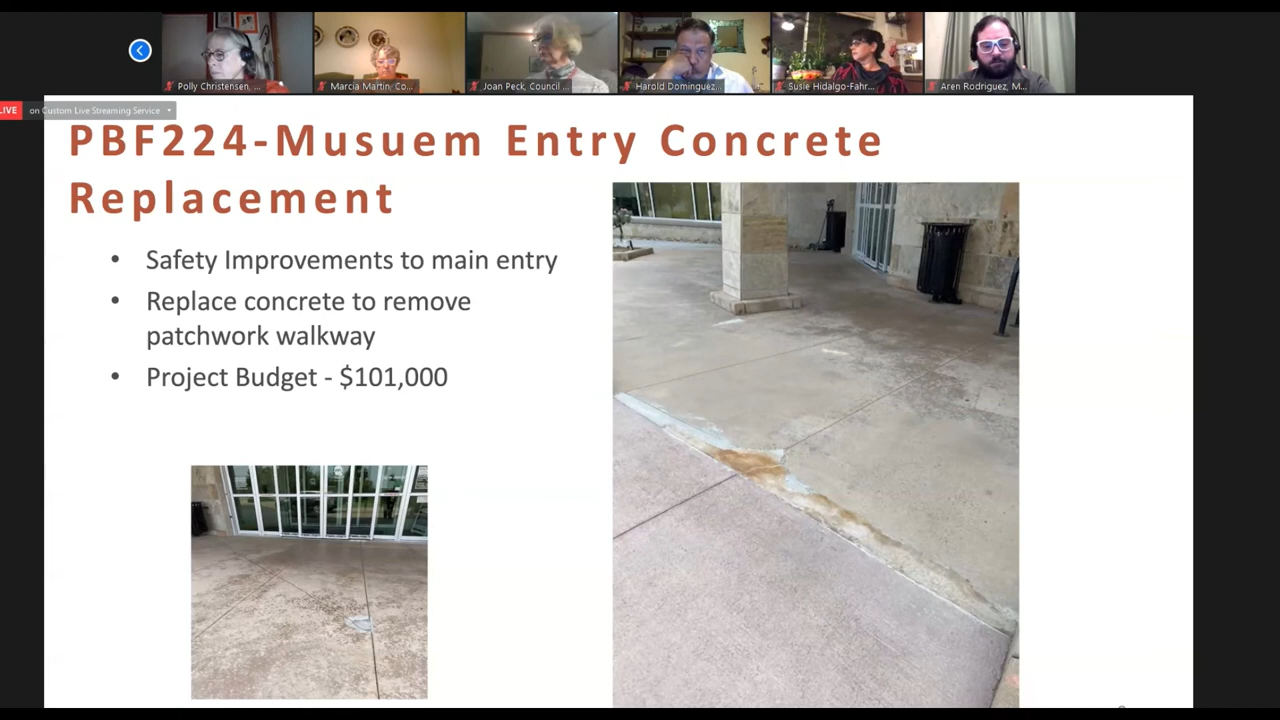 Polly Christensen, ...
Marcia Martin, Co...
Joan Peck, Council ...
Harold Dominguez...
Susie Hidalgo-Fahr...
Aren Rodriguez, M...
LIVE on Custom Live Streaming Service
PBF224-Musuem Entry Concrete
Replacement
• Safety Improvements to main entry
• Replace concrete to remove
patchwork walkway
• Project Budget - $101,000